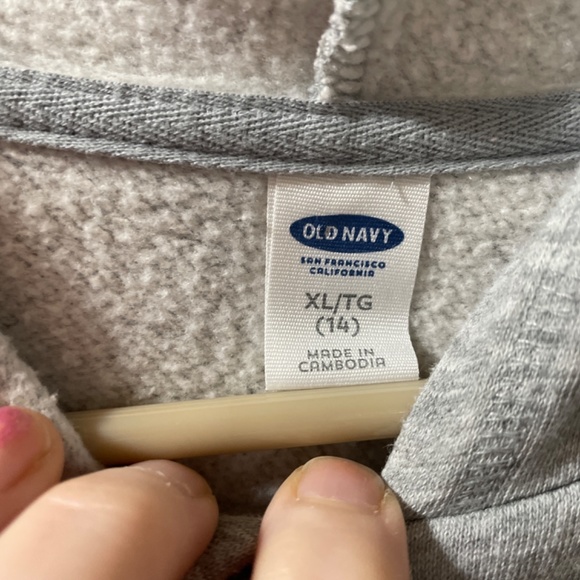 OLD NAVY
SAN FRANCISCO
CALIFORNIA
XL/TG
(14)
MADE IN
CAMBODIA